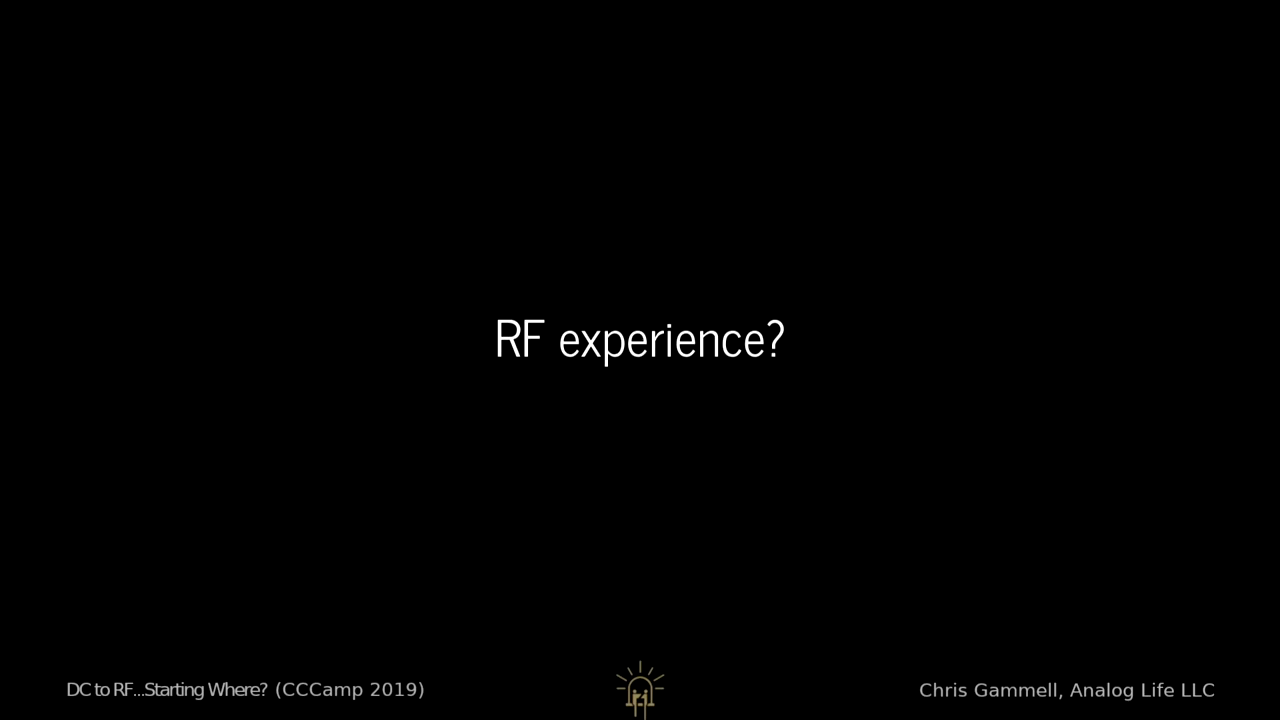 RF experience?
DC to RF...Starting Where? (CCCamp 2019)
Chris Gammell, Analog Life LLC